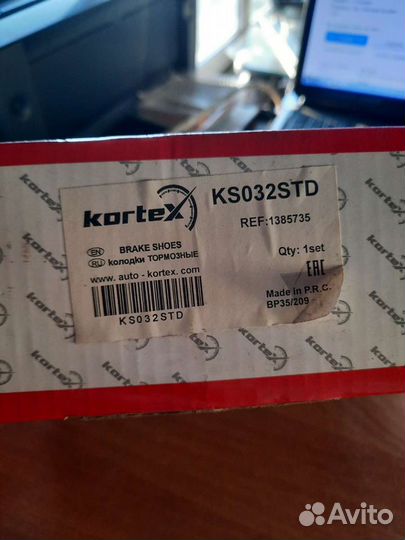 kortex
KS032STD
REF:1385735
EN BRAKE SHOES
RU колодки ТОРМОЗНЫЕ
Qty: 1set
www. auto - kortex. com
EAC
KS032STD
Made in P.R.C.
BP35/209
Avito